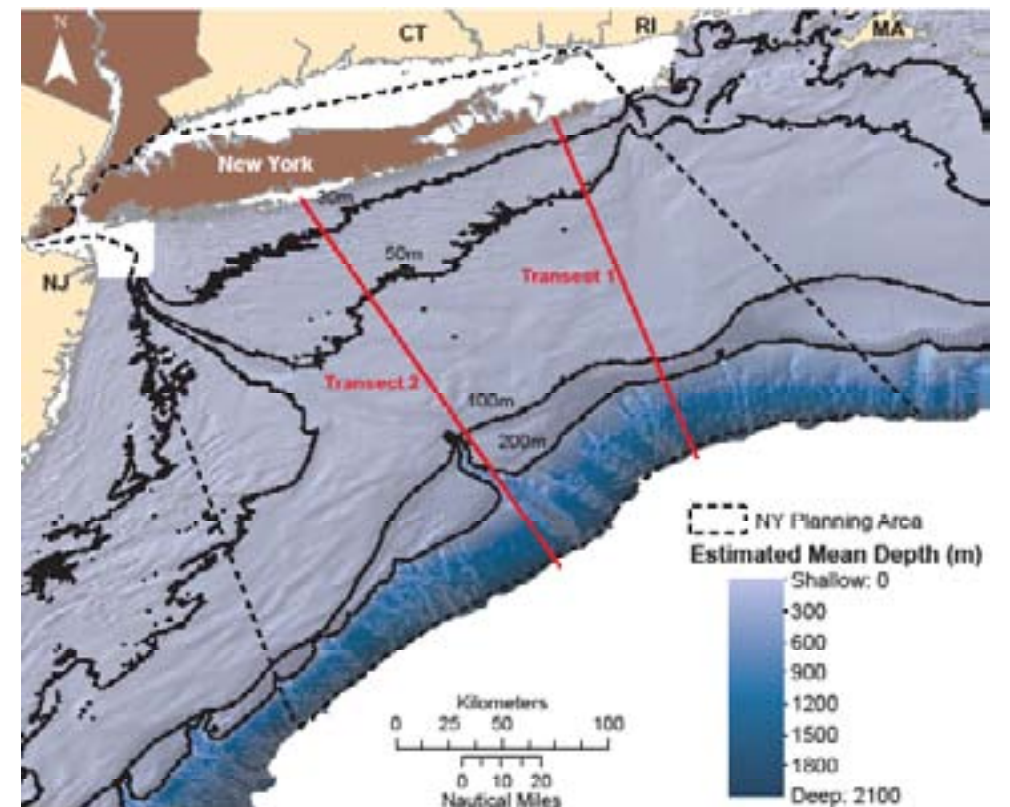 N
CT
RI
MA
New York
30m
50m
NJ
Transect 1
Transect 2
100m
200m
NY Planning Area
Estimated Mean Depth (m)
Shallow: 0
300
600
900
1200
1500
1800
Deep: 2100
Kilometers
0 25 50 100
0 10 20
Nautical Miles